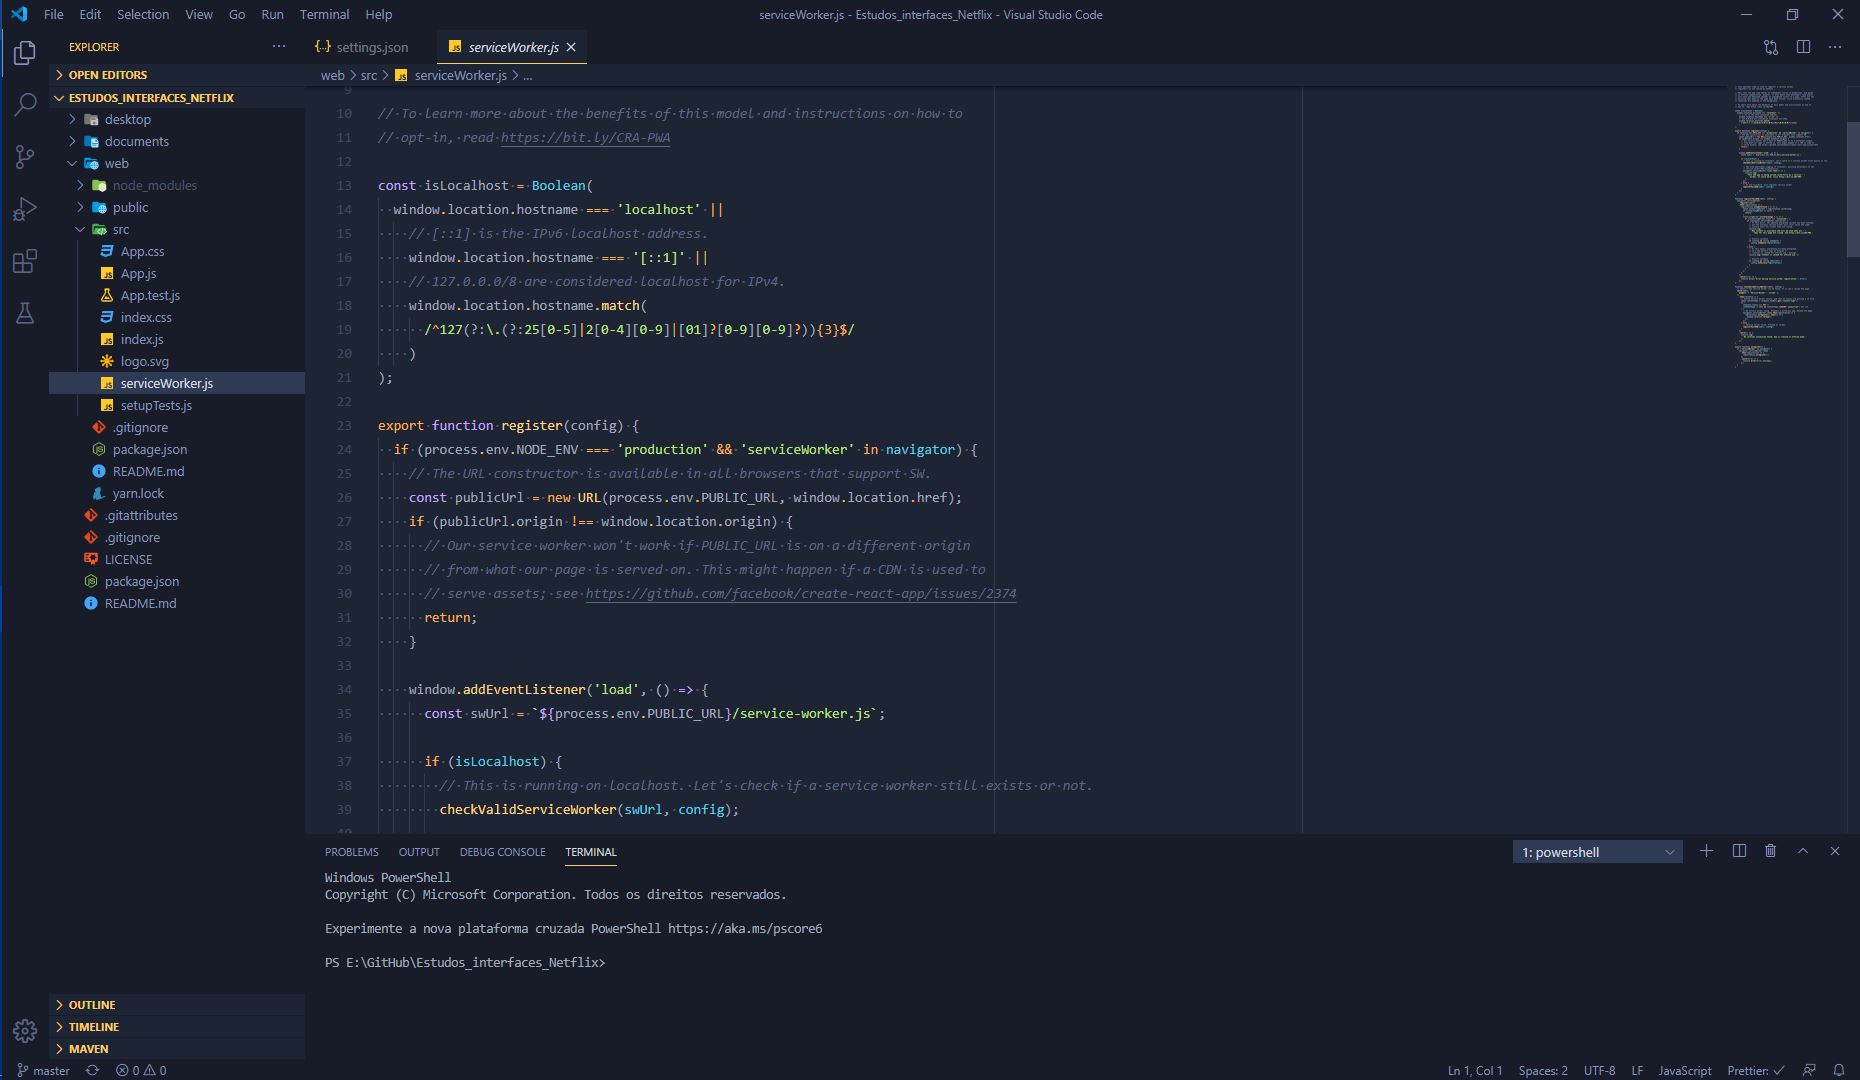 File Edit Selection View Go Run Terminal Help
serviceWorker.js - Estudos_interfaces_Netflix - Visual Studio Code
EXPLORER
OPEN EDITORS
ESTUDOS_INTERFACES_NETFLIX
desktop
documents
web
node_modules
public
src
App.css
App.js
App.test.js
index.css
index.js
logo.svg
serviceWorker.js
setupTests.js
.gitignore
package.json
README.md
yarn.lock
.gitattributes
.gitignore
LICENSE
package.json
README.md
OUTLINE
TIMELINE
MAVEN
{..} settings.json
JS serviceWorker.js
web > src > JS serviceWorker.js > ...
9
10 // To learn more about the benefits of this model and instructions on how to
11 // opt-in, read https://bit.ly/CRA-PWA
12
13 const isLocalhost = Boolean(
14 window.location.hostname === 'localhost' ||
15 // [::1] is the IPv6 localhost address.
16 window.location.hostname === '[::1]' ||
17 // 127.0.0.0/8 are considered localhost for IPv4.
18 window.location.hostname.match(
19 /^127(?:\.(?:25[0-5]|2[0-4][0-9]|[01]?[0-9][0-9]?)){3}$/
20 )
21 );
22
23 export function register(config) {
24 if (process.env.NODE_ENV === 'production' && 'serviceWorker' in navigator) {
25 // The URL constructor is available in all browsers that support SW.
26 const publicUrl = new URL(process.env.PUBLIC_URL, window.location.href);
27 if (publicUrl.origin !== window.location.origin) {
28 // Our service worker won't work if PUBLIC_URL is on a different origin
29 // from what our page is served on. This might happen if a CDN is used to
30 // serve assets; see https://github.com/facebook/create-react-app/issues/2374
31 return;
32 }
33
34 window.addEventListener('load', () => {
35 const swUrl = `${process.env.PUBLIC_URL}/service-worker.js`;
36
37 if (isLocalhost) {
38 // This is running on localhost. Let's check if a service worker still exists or not.
39 checkValidServiceWorker(swUrl, config);
40
PROBLEMS OUTPUT DEBUG CONSOLE TERMINAL
1: powershell
Windows PowerShell
Copyright (C) Microsoft Corporation. Todos os direitos reservados.
Experimente a nova plataforma cruzada PowerShell https://aka.ms/pscore6
PS E:\GitHub\Estudos_interfaces_Netflix>
master 0 0
Ln 1, Col 1 Spaces: 2 UTF-8 LF JavaScript Prettier: ✓